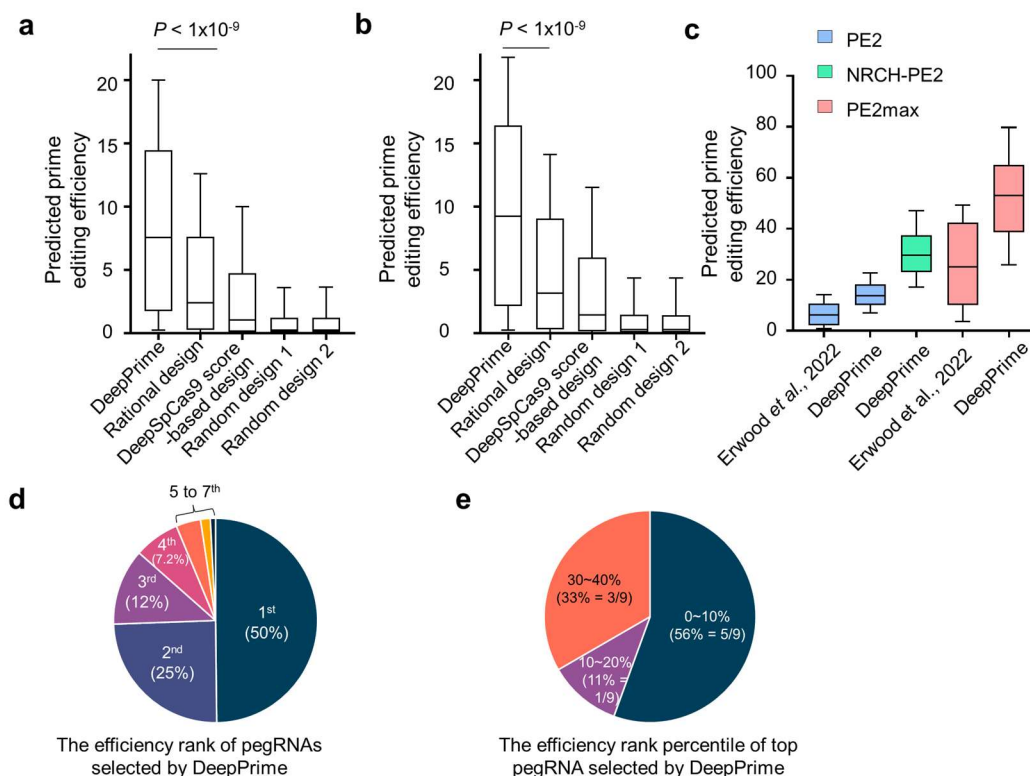 a
P < 1x10⁻⁹
Predicted prime
editing efficiency
20
15
10
5
0
DeepPrime
Rational design
DeepSpCas9 score
-based design
Random design 1
Random design 2
b
P < 1x10⁻⁹
Predicted prime
editing efficiency
20
15
10
5
0
DeepPrime
Rational design
DeepSpCas9 score
-based design
Random design 1
Random design 2
c
PE2
NRCH-PE2
PE2max
Predicted prime
editing efficiency
100
80
60
40
20
0
Erwood et al., 2022
DeepPrime
DeepPrime
Erwood et al., 2022
DeepPrime
d
5 to 7ᵗʰ
4ᵗʰ
(7.2%)
3ʳᵈ
(12%)
2ⁿᵈ
(25%)
1ˢᵗ
(50%)
The efficiency rank of pegRNAs
selected by DeepPrime
e
30~40%
(33% = 3/9)
10~20%
(11% =
1/9)
0~10%
(56% = 5/9)
The efficiency rank percentile of top
pegRNA selected by DeepPrime